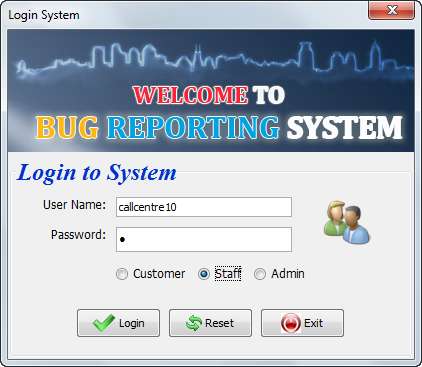 Login System
WELCOME TO
BUG REPORTING SYSTEM
Login to System
User Name: callcentre10
Password: •
Customer Staff Admin
Login Reset Exit